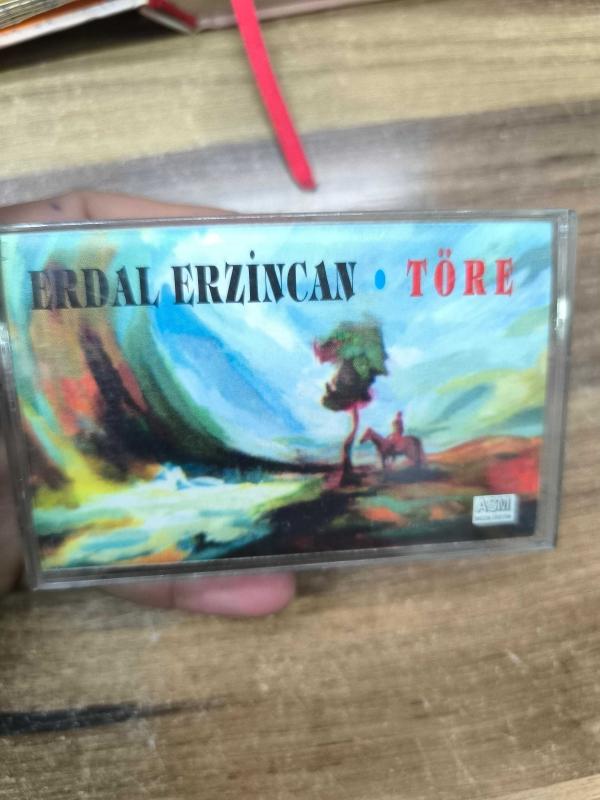 ERDAL ERZİNCAN • TÖRE
ASM